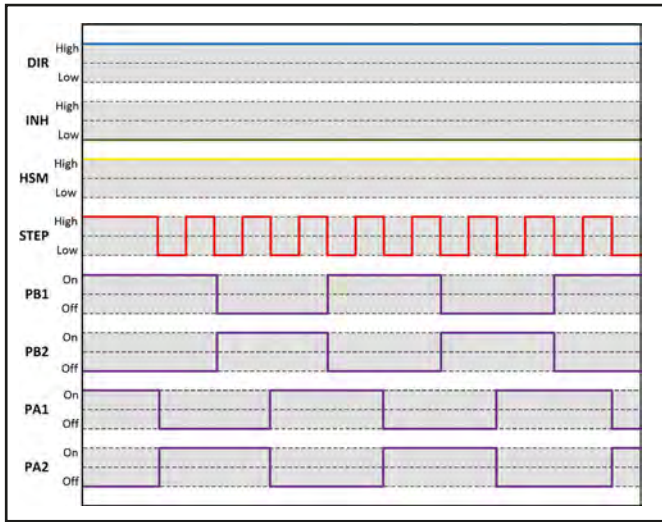 High
DIR
Low
High
INH
Low
High
HSM
Low
High
STEP
Low
On
PB1
Off
On
PB2
Off
On
PA1
Off
On
PA2
Off